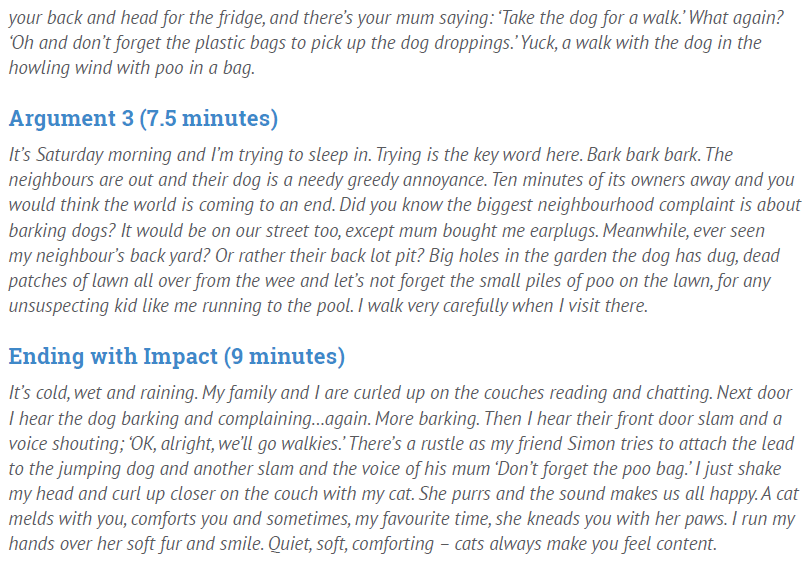 your back and head for the fridge, and there's your mum saying: 'Take the dog for a walk.' What again?
'Oh and don't forget the plastic bags to pick up the dog droppings.' Yuck, a walk with the dog in the
howling wind with poo in a bag.
Argument 3 (7.5 minutes)
It's Saturday morning and I'm trying to sleep in. Trying is the key word here. Bark bark bark. The
neighbours are out and their dog is a needy greedy annoyance. Ten minutes of its owners away and you
would think the world is coming to an end. Did you know the biggest neighbourhood complaint is about
barking dogs? It would be on our street too, except mum bought me earplugs. Meanwhile, ever seen
my neighbour's back yard? Or rather their back lot pit? Big holes in the garden the dog has dug, dead
patches of lawn all over from the wee and let's not forget the small piles of poo on the lawn, for any
unsuspecting kid like me running to the pool. I walk very carefully when I visit there.
Ending with Impact (9 minutes)
It's cold, wet and raining. My family and I are curled up on the couches reading and chatting. Next door
I hear the dog barking and complaining...again. More barking. Then I hear their front door slam and a
voice shouting; 'OK, alright, we'll go walkies.' There's a rustle as my friend Simon tries to attach the lead
to the jumping dog and another slam and the voice of his mum 'Don't forget the poo bag.' I just shake
my head and curl up closer on the couch with my cat. She purrs and the sound makes us all happy. A cat
melds with you, comforts you and sometimes, my favourite time, she kneads you with her paws. I run my
hands over her soft fur and smile. Quiet, soft, comforting – cats always make you feel content.